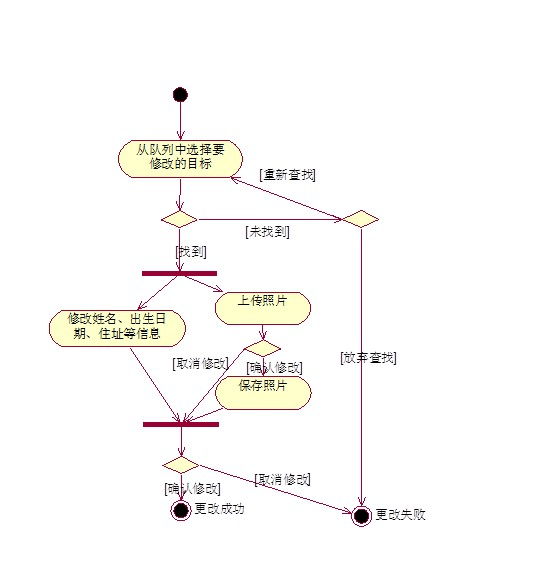 从队列中选择要
修改的目标
[重新查找]
[未找到]
[找到]
上传照片
修改姓名、出生日
期、住址等信息
[放弃查找]
[取消修改]
[确认修改]
保存照片
[取消修改]
[确认修改]
更改成功
更改失败